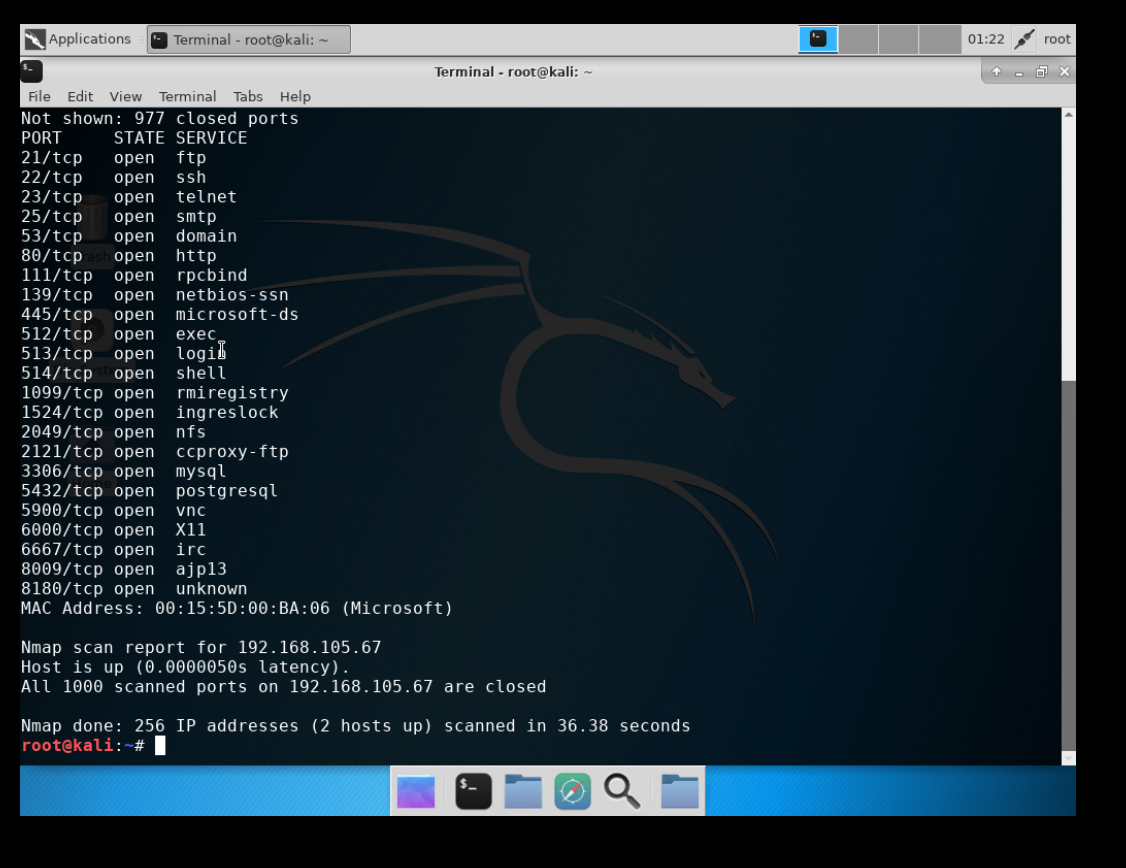 Applications
Terminal - root@kali: ~
01:22
root
Terminal - root@kali: ~
File Edit View Terminal Tabs Help
Not shown: 977 closed ports
PORT     STATE SERVICE
21/tcp   open  ftp
22/tcp   open  ssh
23/tcp   open  telnet
25/tcp   open  smtp
53/tcp   open  domain
80/tcp   open  http
111/tcp  open  rpcbind
139/tcp  open  netbios-ssn
445/tcp  open  microsoft-ds
512/tcp  open  exec
513/tcp  open  login
514/tcp  open  shell
1099/tcp open  rmiregistry
1524/tcp open  ingreslock
2049/tcp open  nfs
2121/tcp open  ccproxy-ftp
3306/tcp open  mysql
5432/tcp open  postgresql
5900/tcp open  vnc
6000/tcp open  X11
6667/tcp open  irc
8009/tcp open  ajp13
8180/tcp open  unknown
MAC Address: 00:15:5D:00:BA:06 (Microsoft)
Nmap scan report for 192.168.105.67
Host is up (0.0000050s latency).
All 1000 scanned ports on 192.168.105.67 are closed
Nmap done: 256 IP addresses (2 hosts up) scanned in 36.38 seconds
root@kali:~#
$_